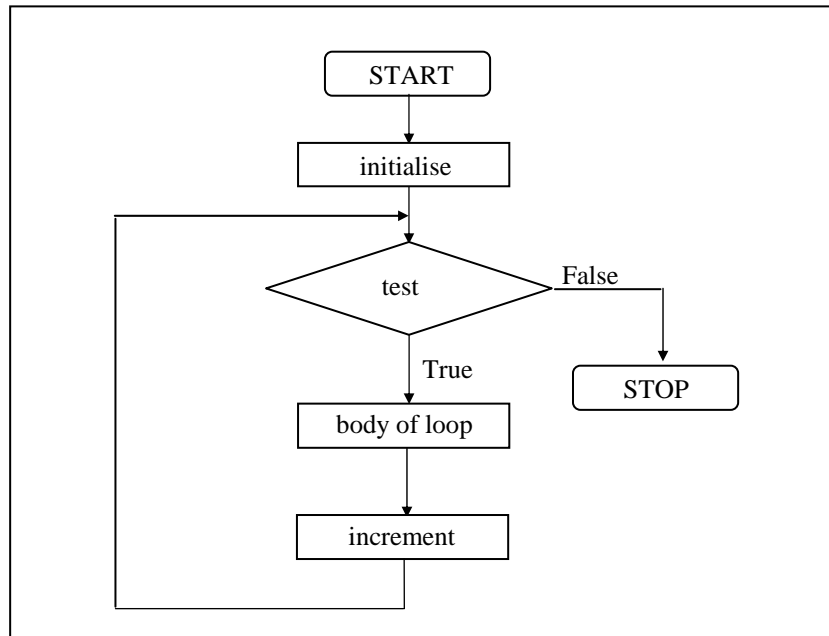 START
initialise
test
False
True
STOP
body of loop
increment